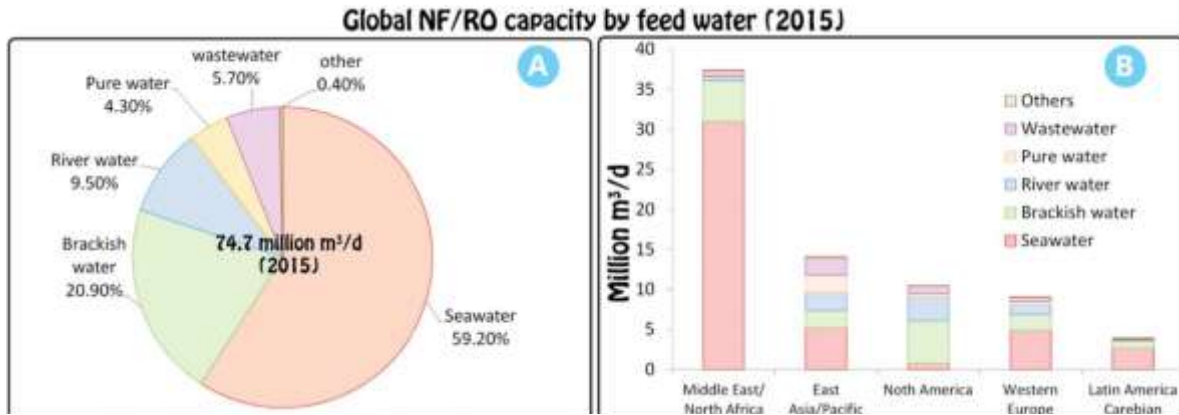 Global NF/RO capacity by feed water (2015)
A
wastewater
5.70%
other
0.40%
Pure water
4.30%
River water
9.50%
Brackish
water
20.90%
74.7 million m³/d
(2015)
Seawater
59.20%
B
Million m³/d
40
35
30
25
20
15
10
5
0
Others
Wastewater
Pure water
River water
Brackish water
Seawater
Middle East/
North Africa
East
Asia/Pacific
Noth America
Western
Europe
Latin America
Carebian